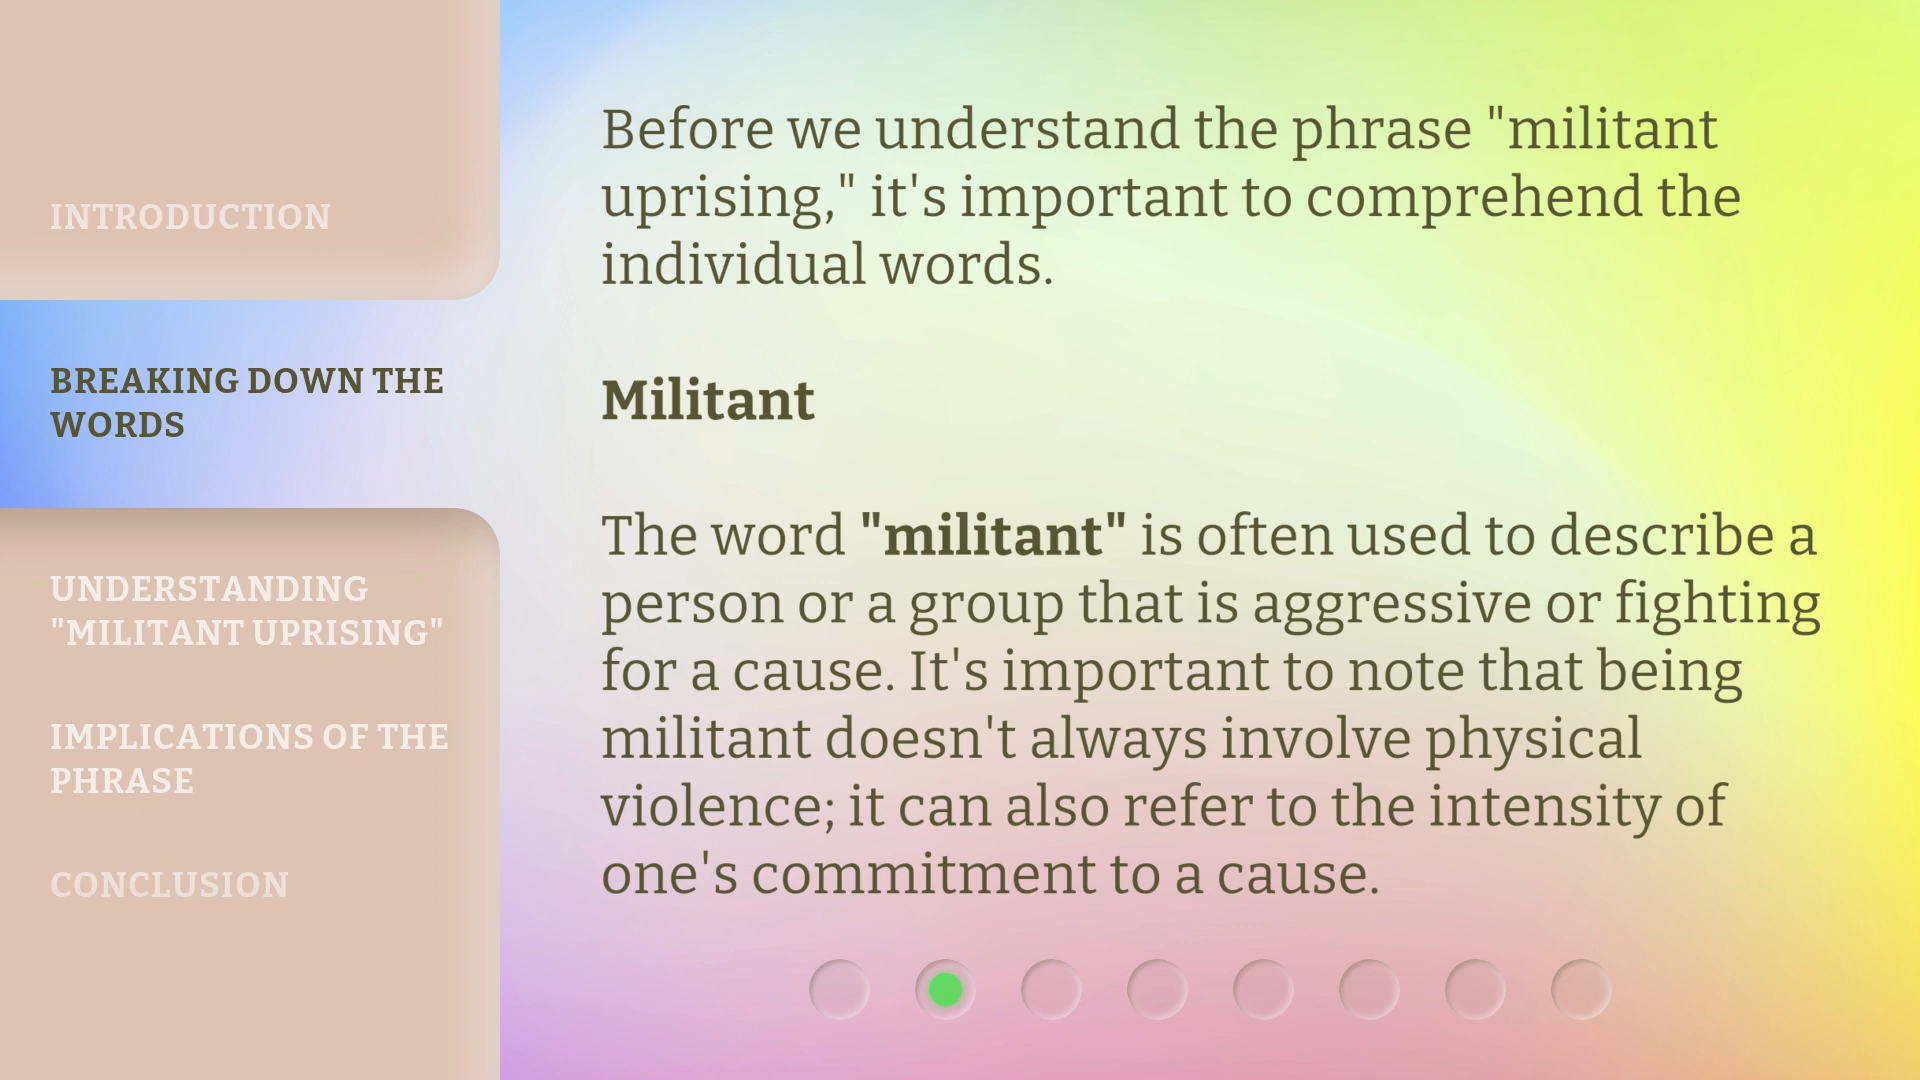 INTRODUCTION
BREAKING DOWN THE
WORDS
UNDERSTANDING
"MILITANT UPRISING"
IMPLICATIONS OF THE
PHRASE
CONCLUSION
Before we understand the phrase "militant
uprising," it's important to comprehend the
individual words.
Militant
The word "militant" is often used to describe a
person or a group that is aggressive or fighting
for a cause. It's important to note that being
militant doesn't always involve physical
violence; it can also refer to the intensity of
one's commitment to a cause.